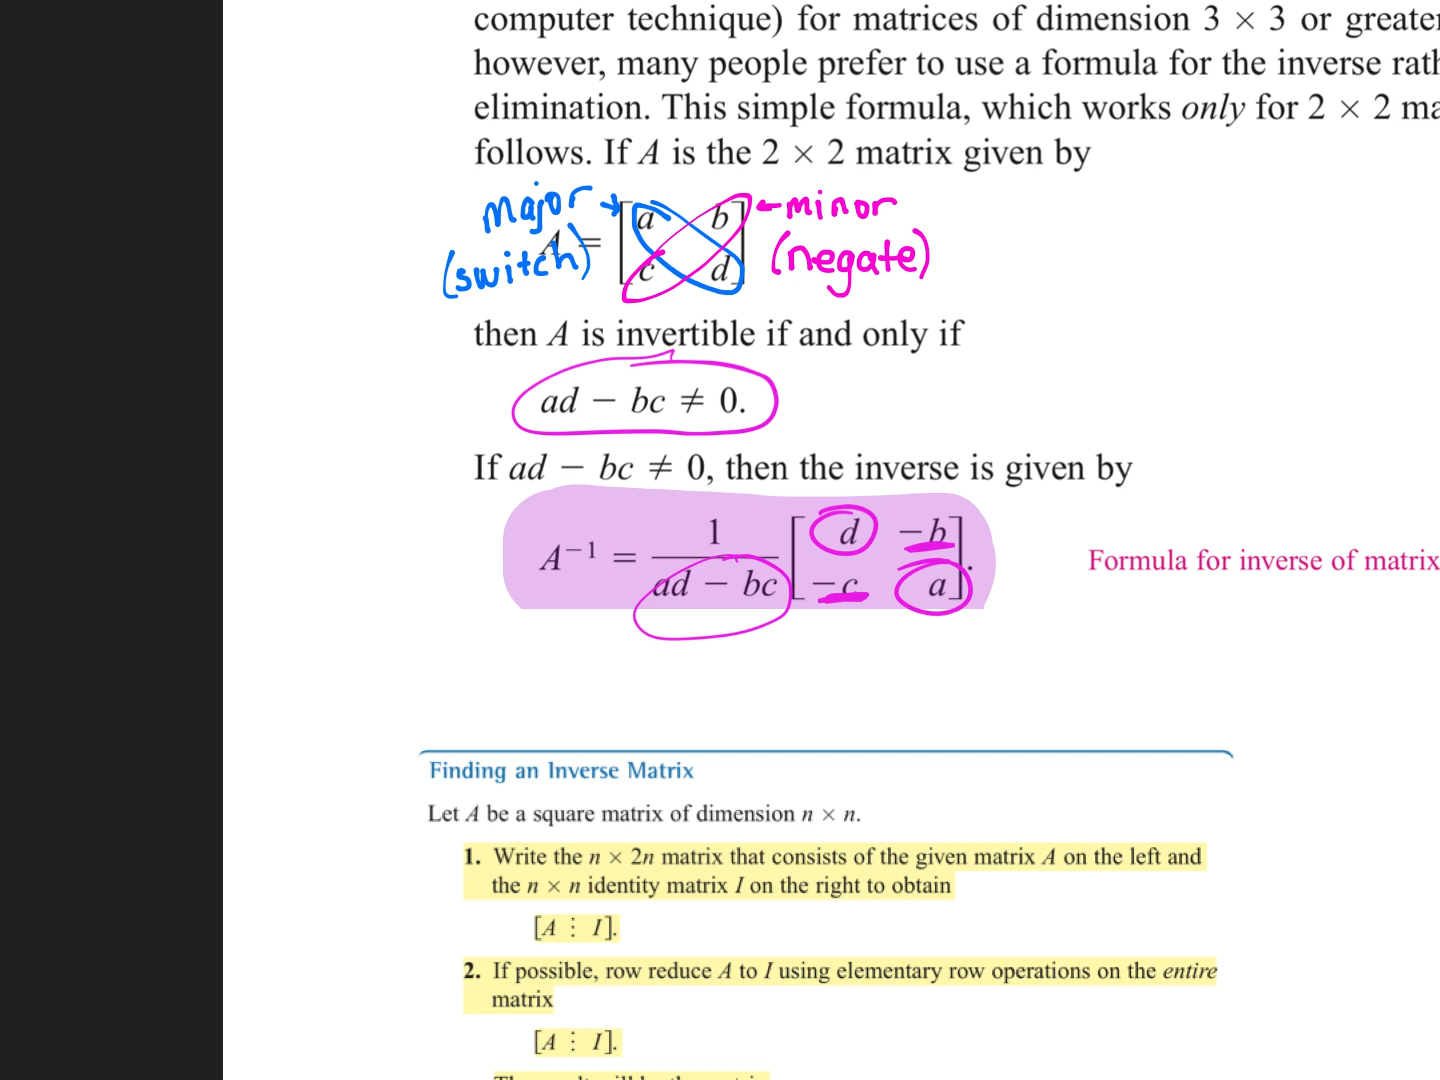 computer technique) for matrices of dimension 3 × 3 or greater
however, many people prefer to use a formula for the inverse rath
elimination. This simple formula, which works only for 2 × 2 ma
follows. If A is the 2 × 2 matrix given by
major → ← minor
(switch) (negate)
A = [a b
c d]
then A is invertible if and only if
ad − bc ≠ 0.
If ad − bc ≠ 0, then the inverse is given by
A⁻¹ = 1/(ad − bc) [d −b
−c a].
Formula for inverse of matrix
Finding an Inverse Matrix
Let A be a square matrix of dimension n × n.
1. Write the n × 2n matrix that consists of the given matrix A on the left and
the n × n identity matrix I on the right to obtain
[A ⋮ I].
2. If possible, row reduce A to I using elementary row operations on the entire
matrix
[A ⋮ I].